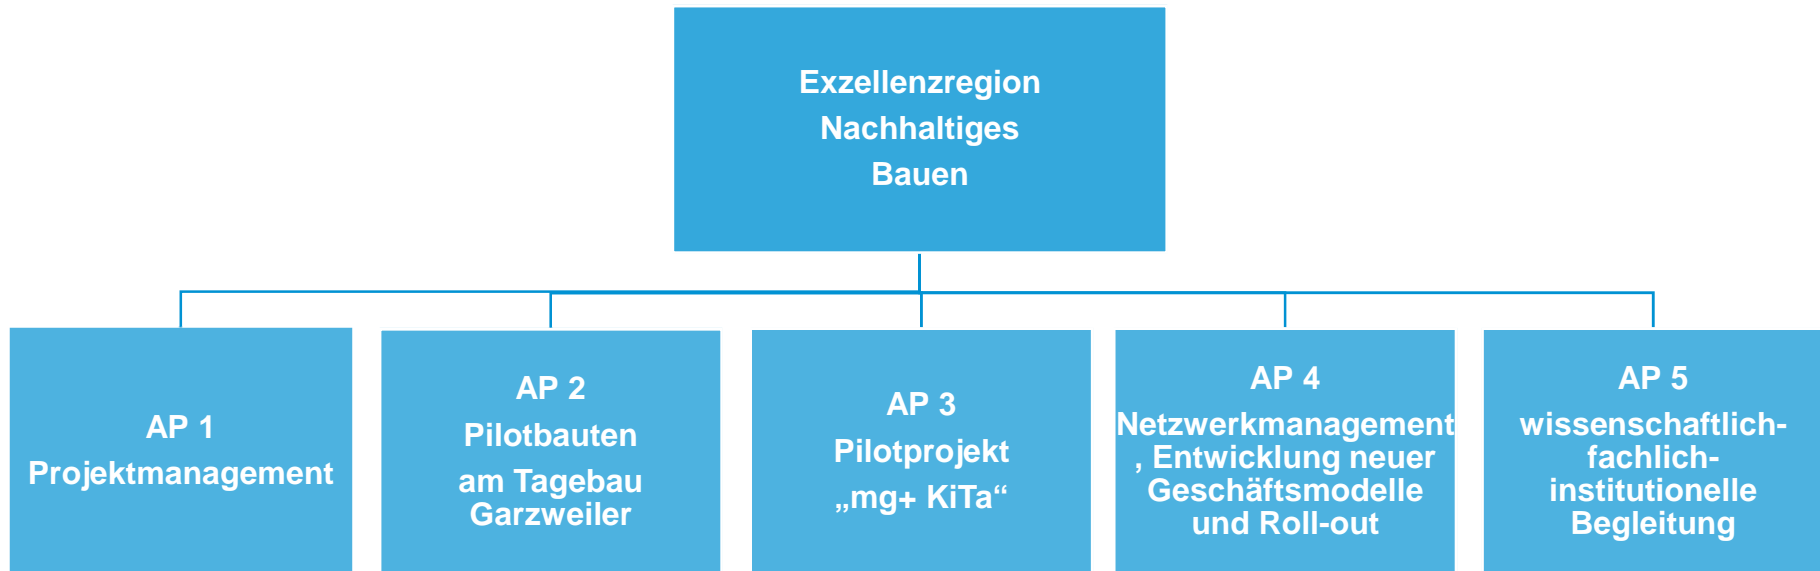 Exzellenzregion
Nachhaltiges
Bauen
AP 1
Projektmanagement
AP 2
Pilotbauten
am Tagebau
Garzweiler
AP 3
Pilotprojekt
„mg+ KiTa“
AP 4
Netzwerkmanagement
, Entwicklung neuer
Geschäftsmodelle
und Roll-out
AP 5
wissenschaftlich-
fachlich-
institutionelle
Begleitung